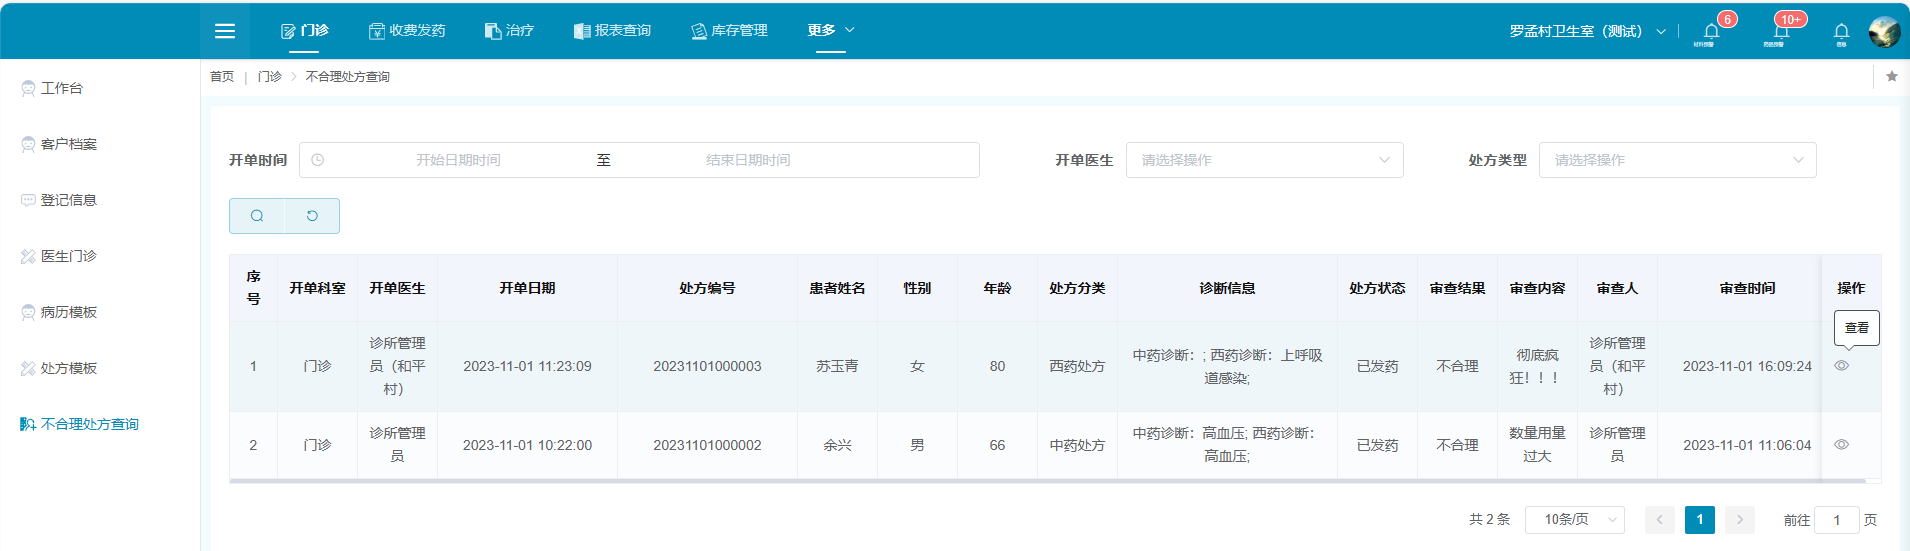 门诊
收费发药
治疗
报表查询
库存管理
更多
罗孟村卫生室（测试）
6
10+
材料预警
药品预警
信息
工作台
客户档案
登记信息
医生门诊
病历模板
处方模板
不合理处方查询
首页 | 门诊 > 不合理处方查询
开单时间 开始日期时间 至 结束日期时间 开单医生 请选择操作 处方类型 请选择操作
序号 开单科室 开单医生 开单日期 处方编号 患者姓名 性别 年龄 处方分类 诊断信息 处方状态 审查结果 审查内容 审查人 审查时间 操作
查看
1 门诊 诊所管理员（和平村） 2023-11-01 11:23:09 20231101000003 苏玉青 女 80 西药处方 中药诊断：; 西药诊断：上呼吸道感染; 已发药 不合理 彻底疯狂！！！ 诊所管理员（和平村） 2023-11-01 16:09:24
2 门诊 诊所管理员 2023-11-01 10:22:00 20231101000002 余兴 男 66 中药处方 中药诊断：高血压; 西药诊断：高血压; 已发药 不合理 数量用量过大 诊所管理员 2023-11-01 11:06:04
共 2 条 10条/页 1 前往 1 页